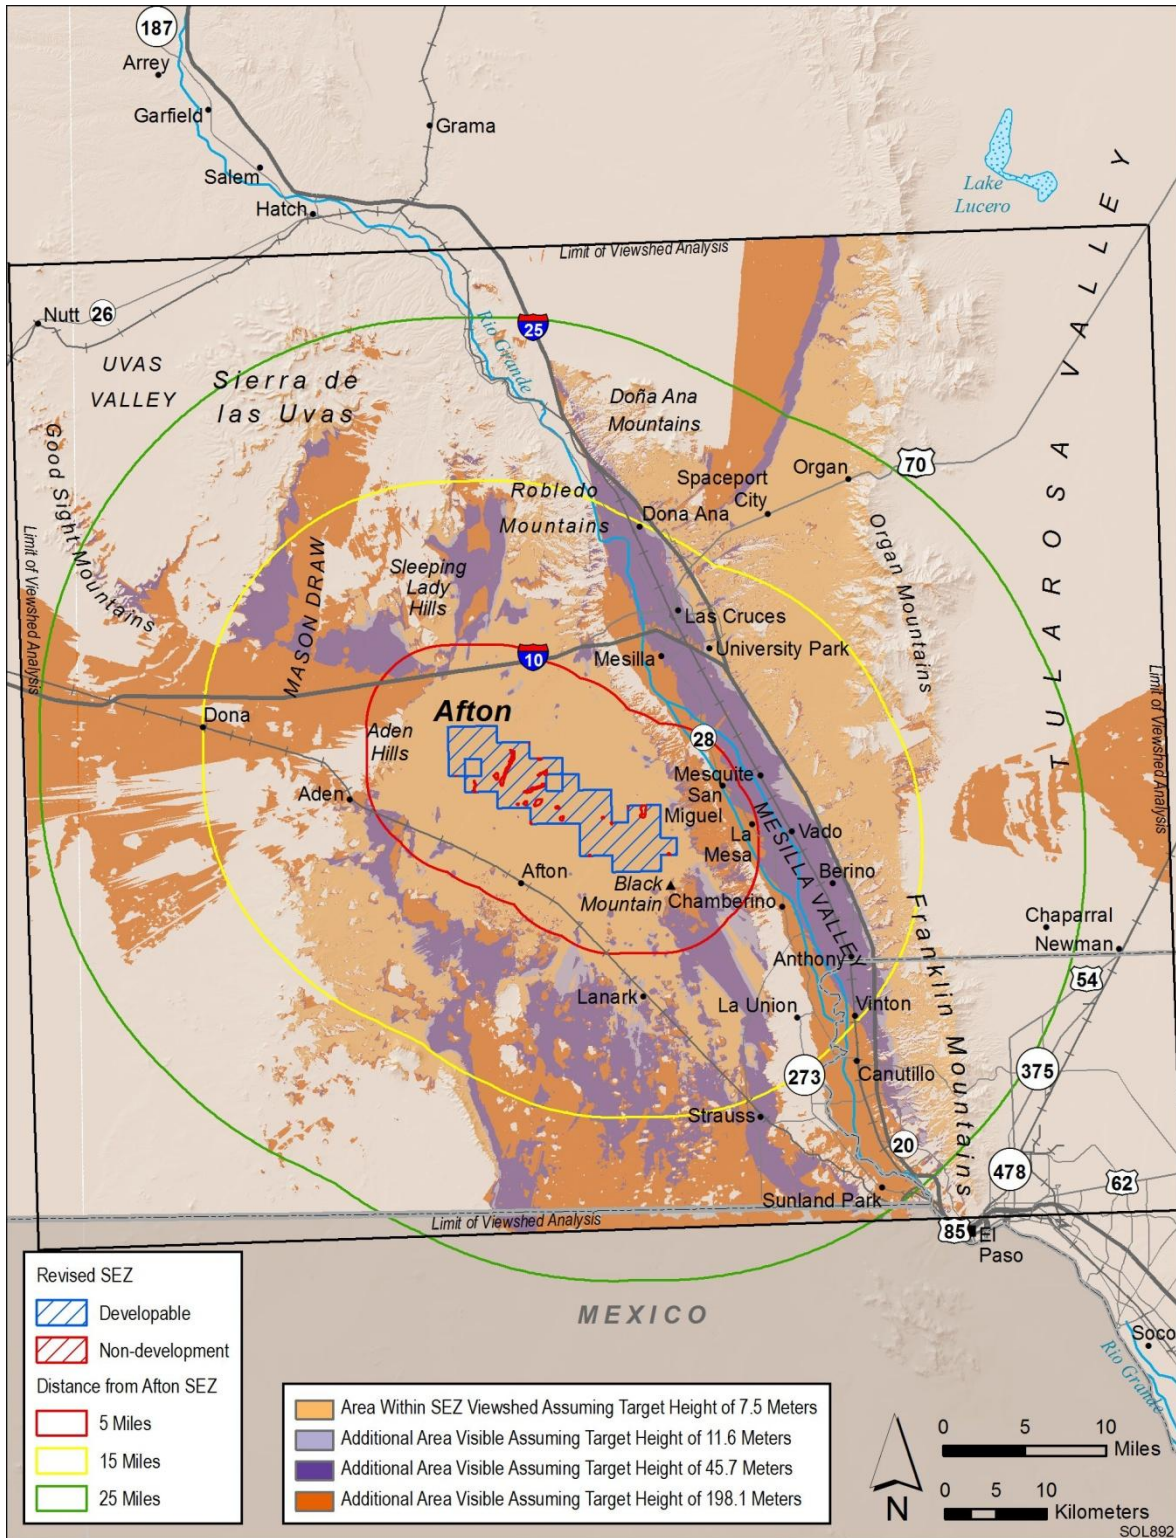 187
Arrey
Garfield
Grama
Salem
Hatch
Lake
Lucero
Limit of Viewshed Analysis
Nutt
26
25
Rio Grande
UVAS
VALLEY
Sierra de
las Uvas
Doña Ana
Mountains
TULAROSA VALLEY
Good Sight Mountains
Organ
70
Spaceport
City
Robledo
Mountains
Dona Ana
Organ Mountains
Limit of Viewshed Analysis
MASON DRAW
Sleeping
Lady
Hills
Las Cruces
University Park
Mesilla
10
Limit of Viewshed Analysis
Dona
Afton
Aden
Hills
28
Mesquite
San
Miguel
Aden
La
Mesa
MESILLA VALLEY
Vado
Afton
Berino
Black
Mountain
Chamberino
Franklin Mountains
Chaparral
Newman
Anthony
54
Lanark
La Union
Vinton
273
Canutillo
375
Strauss
20
478
62
Sunland Park
Limit of Viewshed Analysis
85
El
Paso
MEXICO
Soco
Rio Grande
Revised SEZ
Developable
Non-development
Distance from Afton SEZ
5 Miles
15 Miles
25 Miles
Area Within SEZ Viewshed Assuming Target Height of 7.5 Meters
Additional Area Visible Assuming Target Height of 11.6 Meters
Additional Area Visible Assuming Target Height of 45.7 Meters
Additional Area Visible Assuming Target Height of 198.1 Meters
N
0 5 10
Miles
0 5 10
Kilometers
SOL892